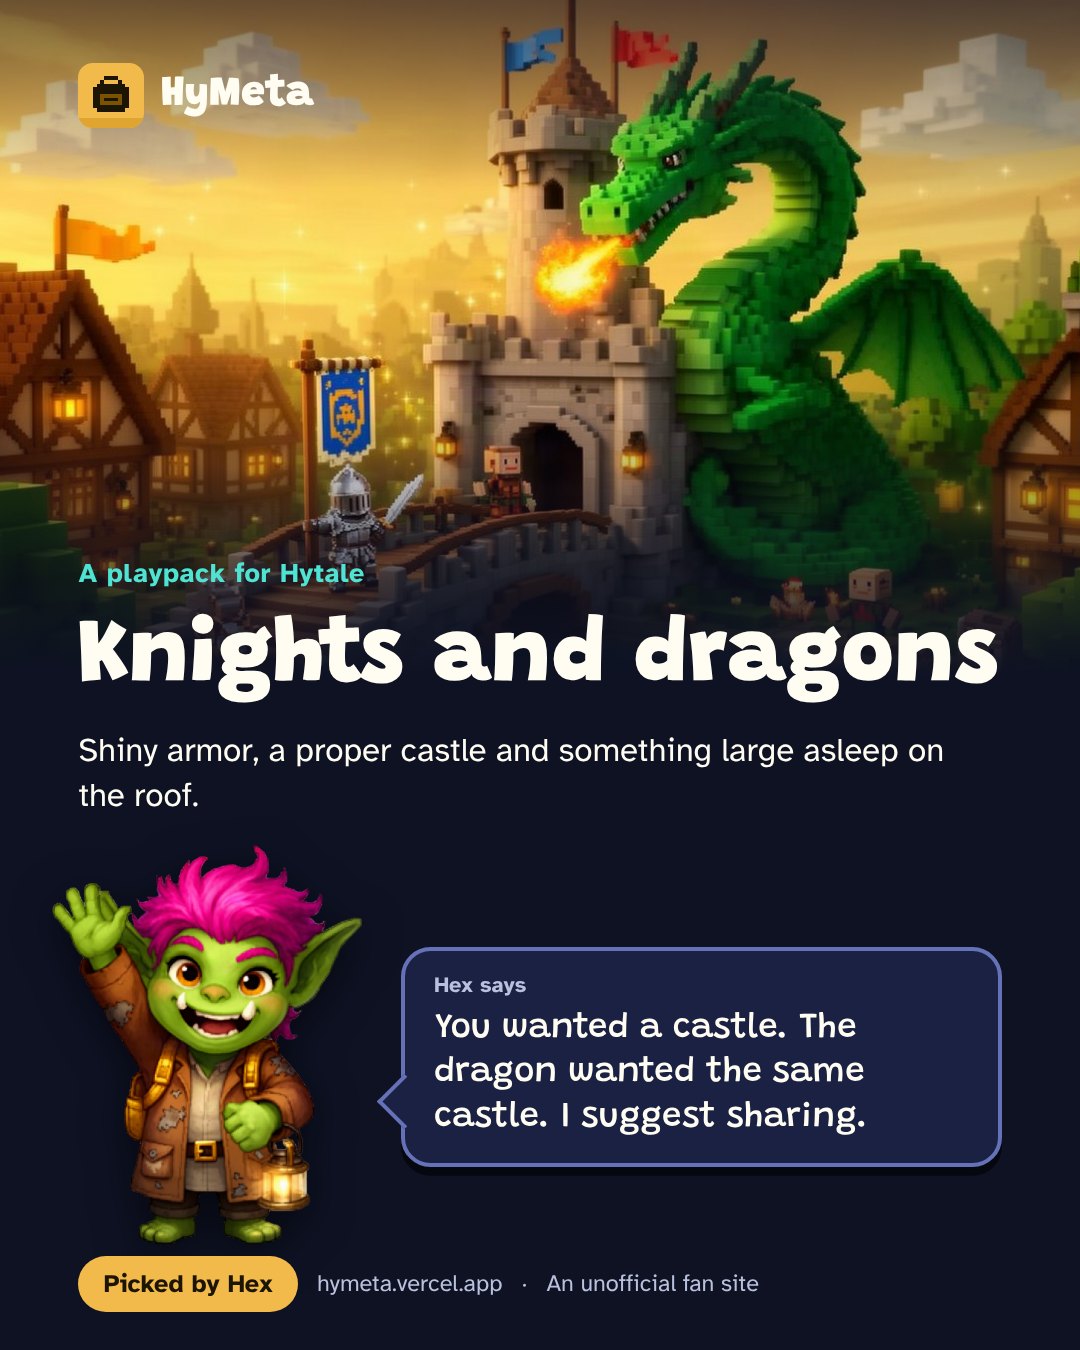 HyMeta
A playpack for Hytale
Knights and dragons
Shiny armor, a proper castle and something large asleep on
the roof.
Hex says
You wanted a castle. The
dragon wanted the same
castle. I suggest sharing.
Picked by Hex
hymeta.vercel.app · An unofficial fan site